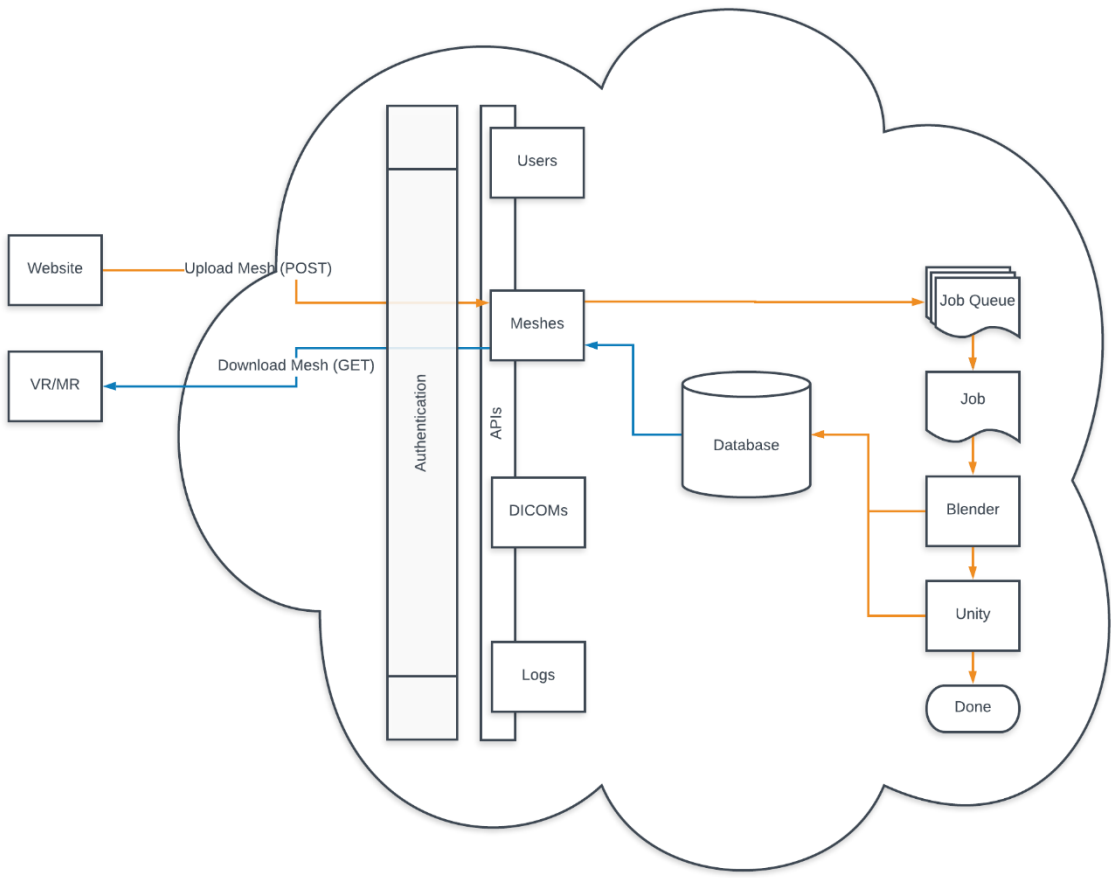 Users
Website
Upload Mesh (POST)
Job Queue
Meshes
Download Mesh (GET)
VR/MR
Authentication
APIs
Job
Database
DICOMs
Blender
Unity
Logs
Done